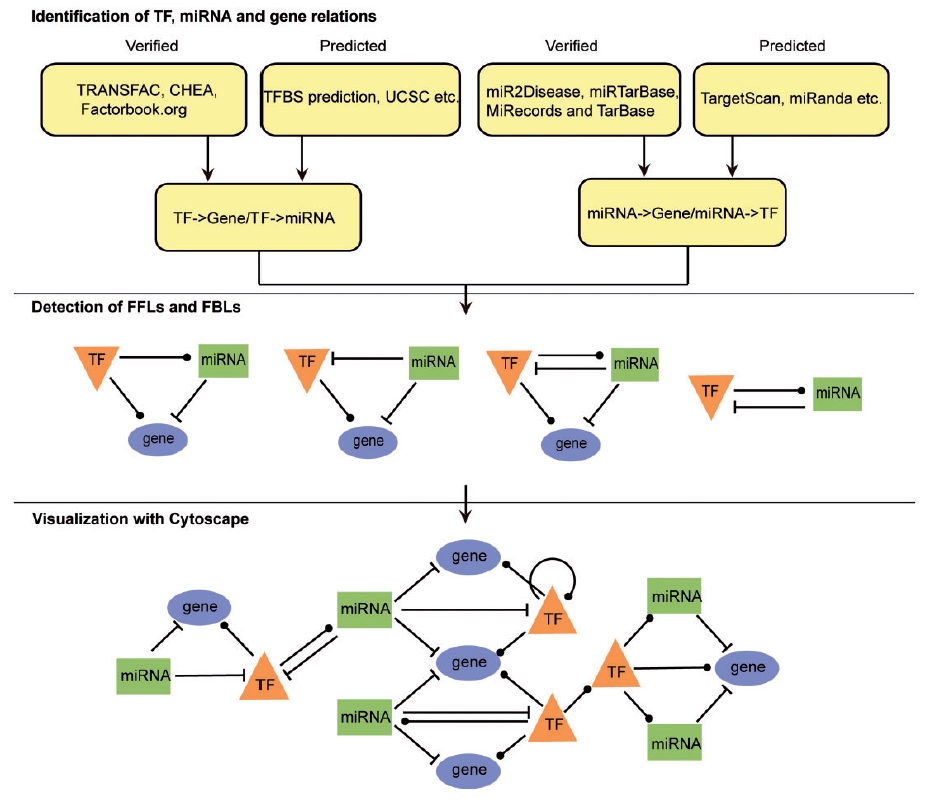 Identification of TF, miRNA and gene relations
Verified
Predicted
Verified
Predicted
TRANSFAC, CHEA,
Factorbook.org
TFBS prediction, UCSC etc.
miR2Disease, miRTarBase,
MiRecords and TarBase
TargetScan, miRanda etc.
TF->Gene/TF->miRNA
miRNA->Gene/miRNA->TF
Detection of FFLs and FBLs
TF
miRNA
gene
TF
miRNA
gene
TF
miRNA
gene
TF
miRNA
Visualization with Cytoscape
gene
miRNA
TF
miRNA
gene
TF
gene
miRNA
TF
gene
TF
miRNA
gene
miRNA